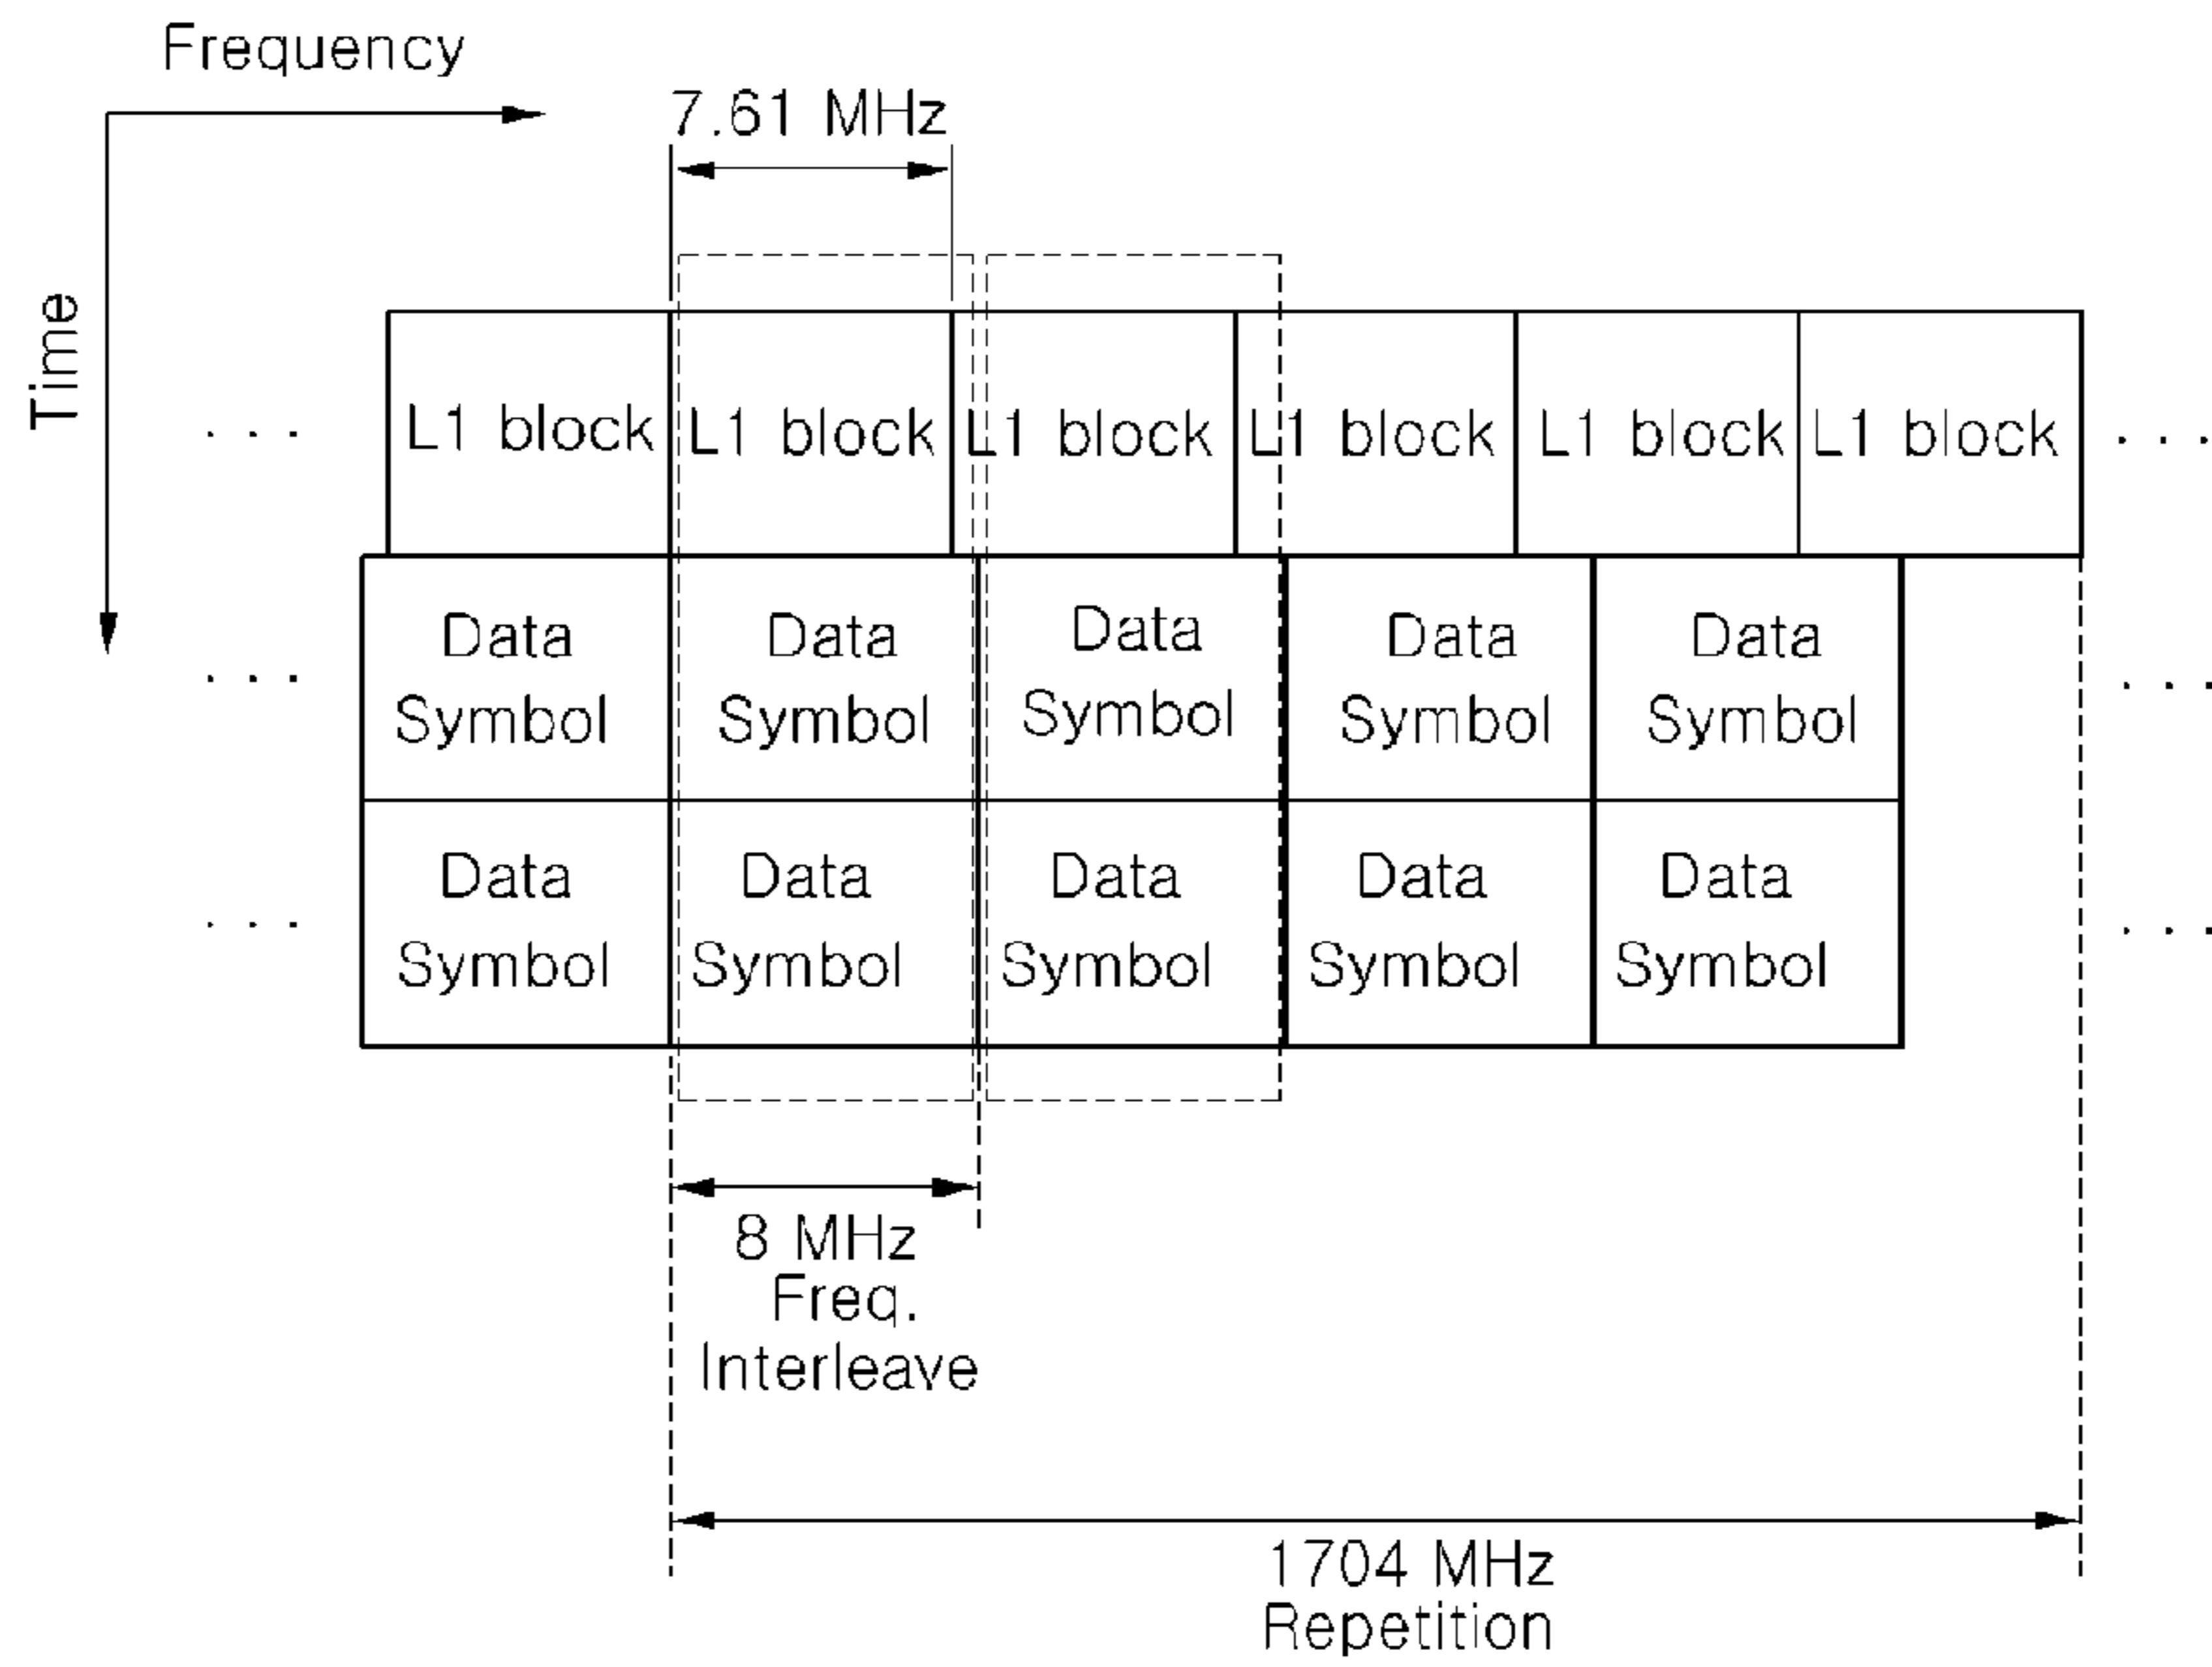 Frequency
7.61 MHz
Time
... L1 block L1 block L1 block L1 block L1 block L1 block ...
Data Data Data Data Data
... Symbol Symbol Symbol Symbol Symbol ...
Data Data Data Data Data
... Symbol Symbol Symbol Symbol Symbol ...
8 MHz
Freq.
Interleave
1704 MHz
Repetition